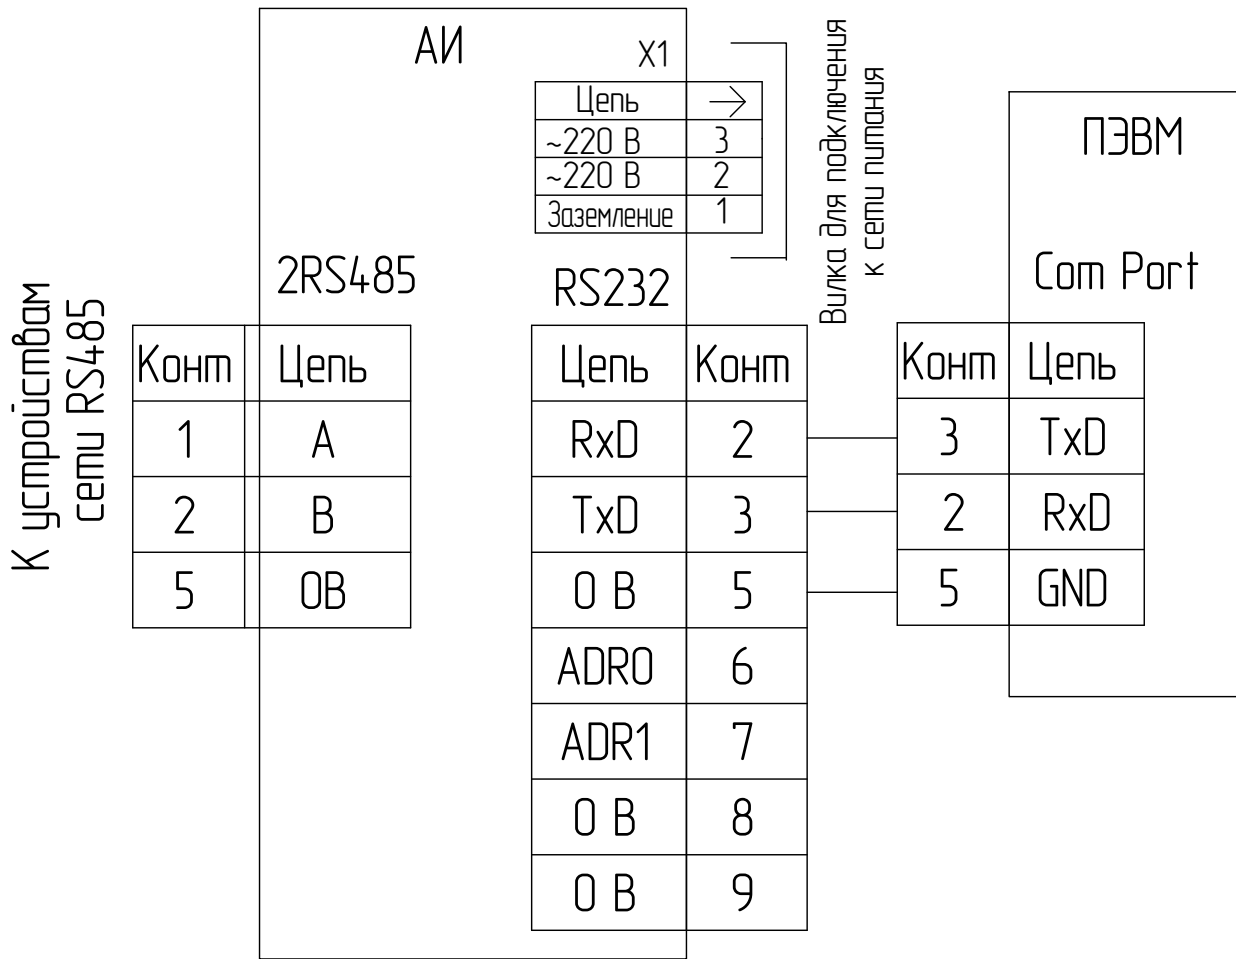 АИ
X1
Цепь
~220 В 3
~220 В 2
Заземление 1
Вилка для подключения
к сети питания
ПЭВМ
2RS485
RS232
Com Port
К устройствам
сети RS485
Конт Цепь
1 A
2 B
5 0В
Цепь Конт
RxD 2
TxD 3
0 В 5
ADR0 6
ADR1 7
0 В 8
0 В 9
Конт Цепь
3 TxD
2 RxD
5 GND